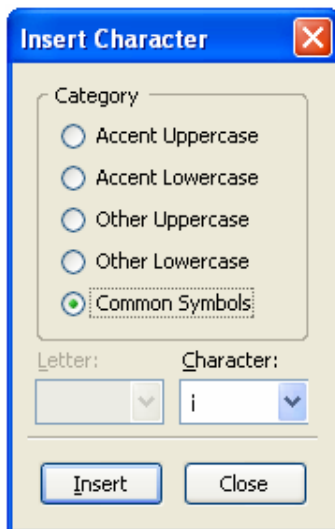 Insert Character
Category
Accent Uppercase
Accent Lowercase
Other Uppercase
Other Lowercase
Common Symbols
Letter: Character:
¡
Insert Close